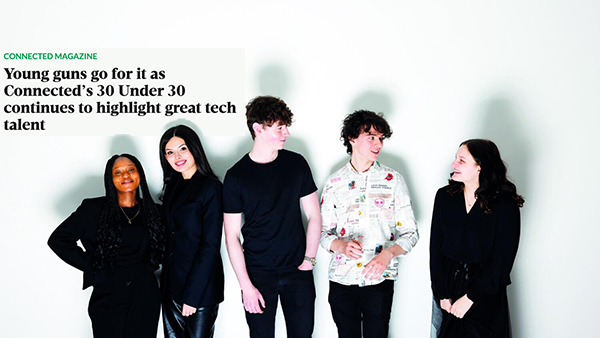 CONNECTED MAGAZINE
Young guns go for it as
Connected's 30 Under 30
continues to highlight great tech
talent